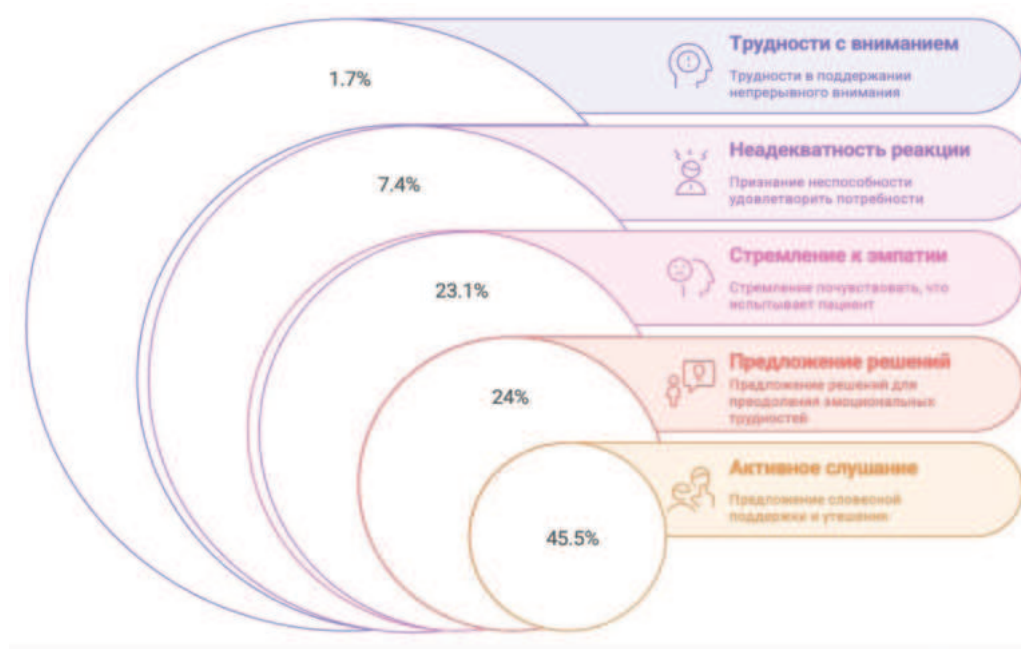 1.7%
Трудности с вниманием
Трудности в поддержании
непрерывного внимания
7.4%
Неадекватность реакции
Признание неспособности
удовлетворить потребности
23.1%
Стремление к эмпатии
Стремление почувствовать, что
испытывает пациент
24%
Предложение решений
Предложение решений для
преодоления эмоциональных
трудностей
45.5%
Активное слушание
Предложение словесной
поддержки и утешения